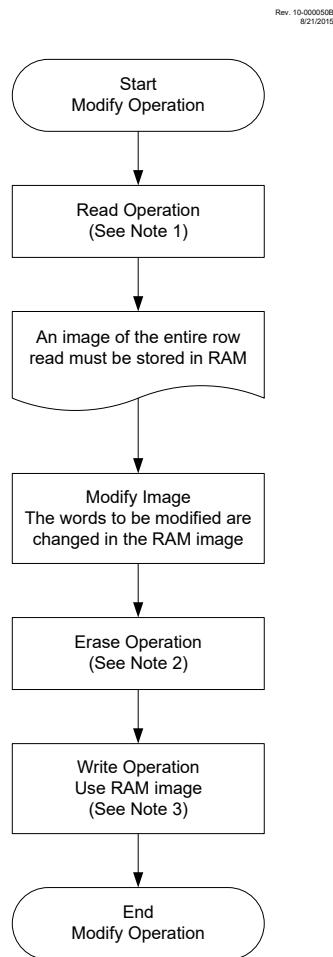 Rev. 10-000050B
8/21/2015
Start
Modify Operation
Read Operation
(See Note 1)
An image of the entire row
read must be stored in RAM
Modify Image
The words to be modified are
changed in the RAM image
Erase Operation
(See Note 2)
Write Operation
Use RAM image
(See Note 3)
End
Modify Operation